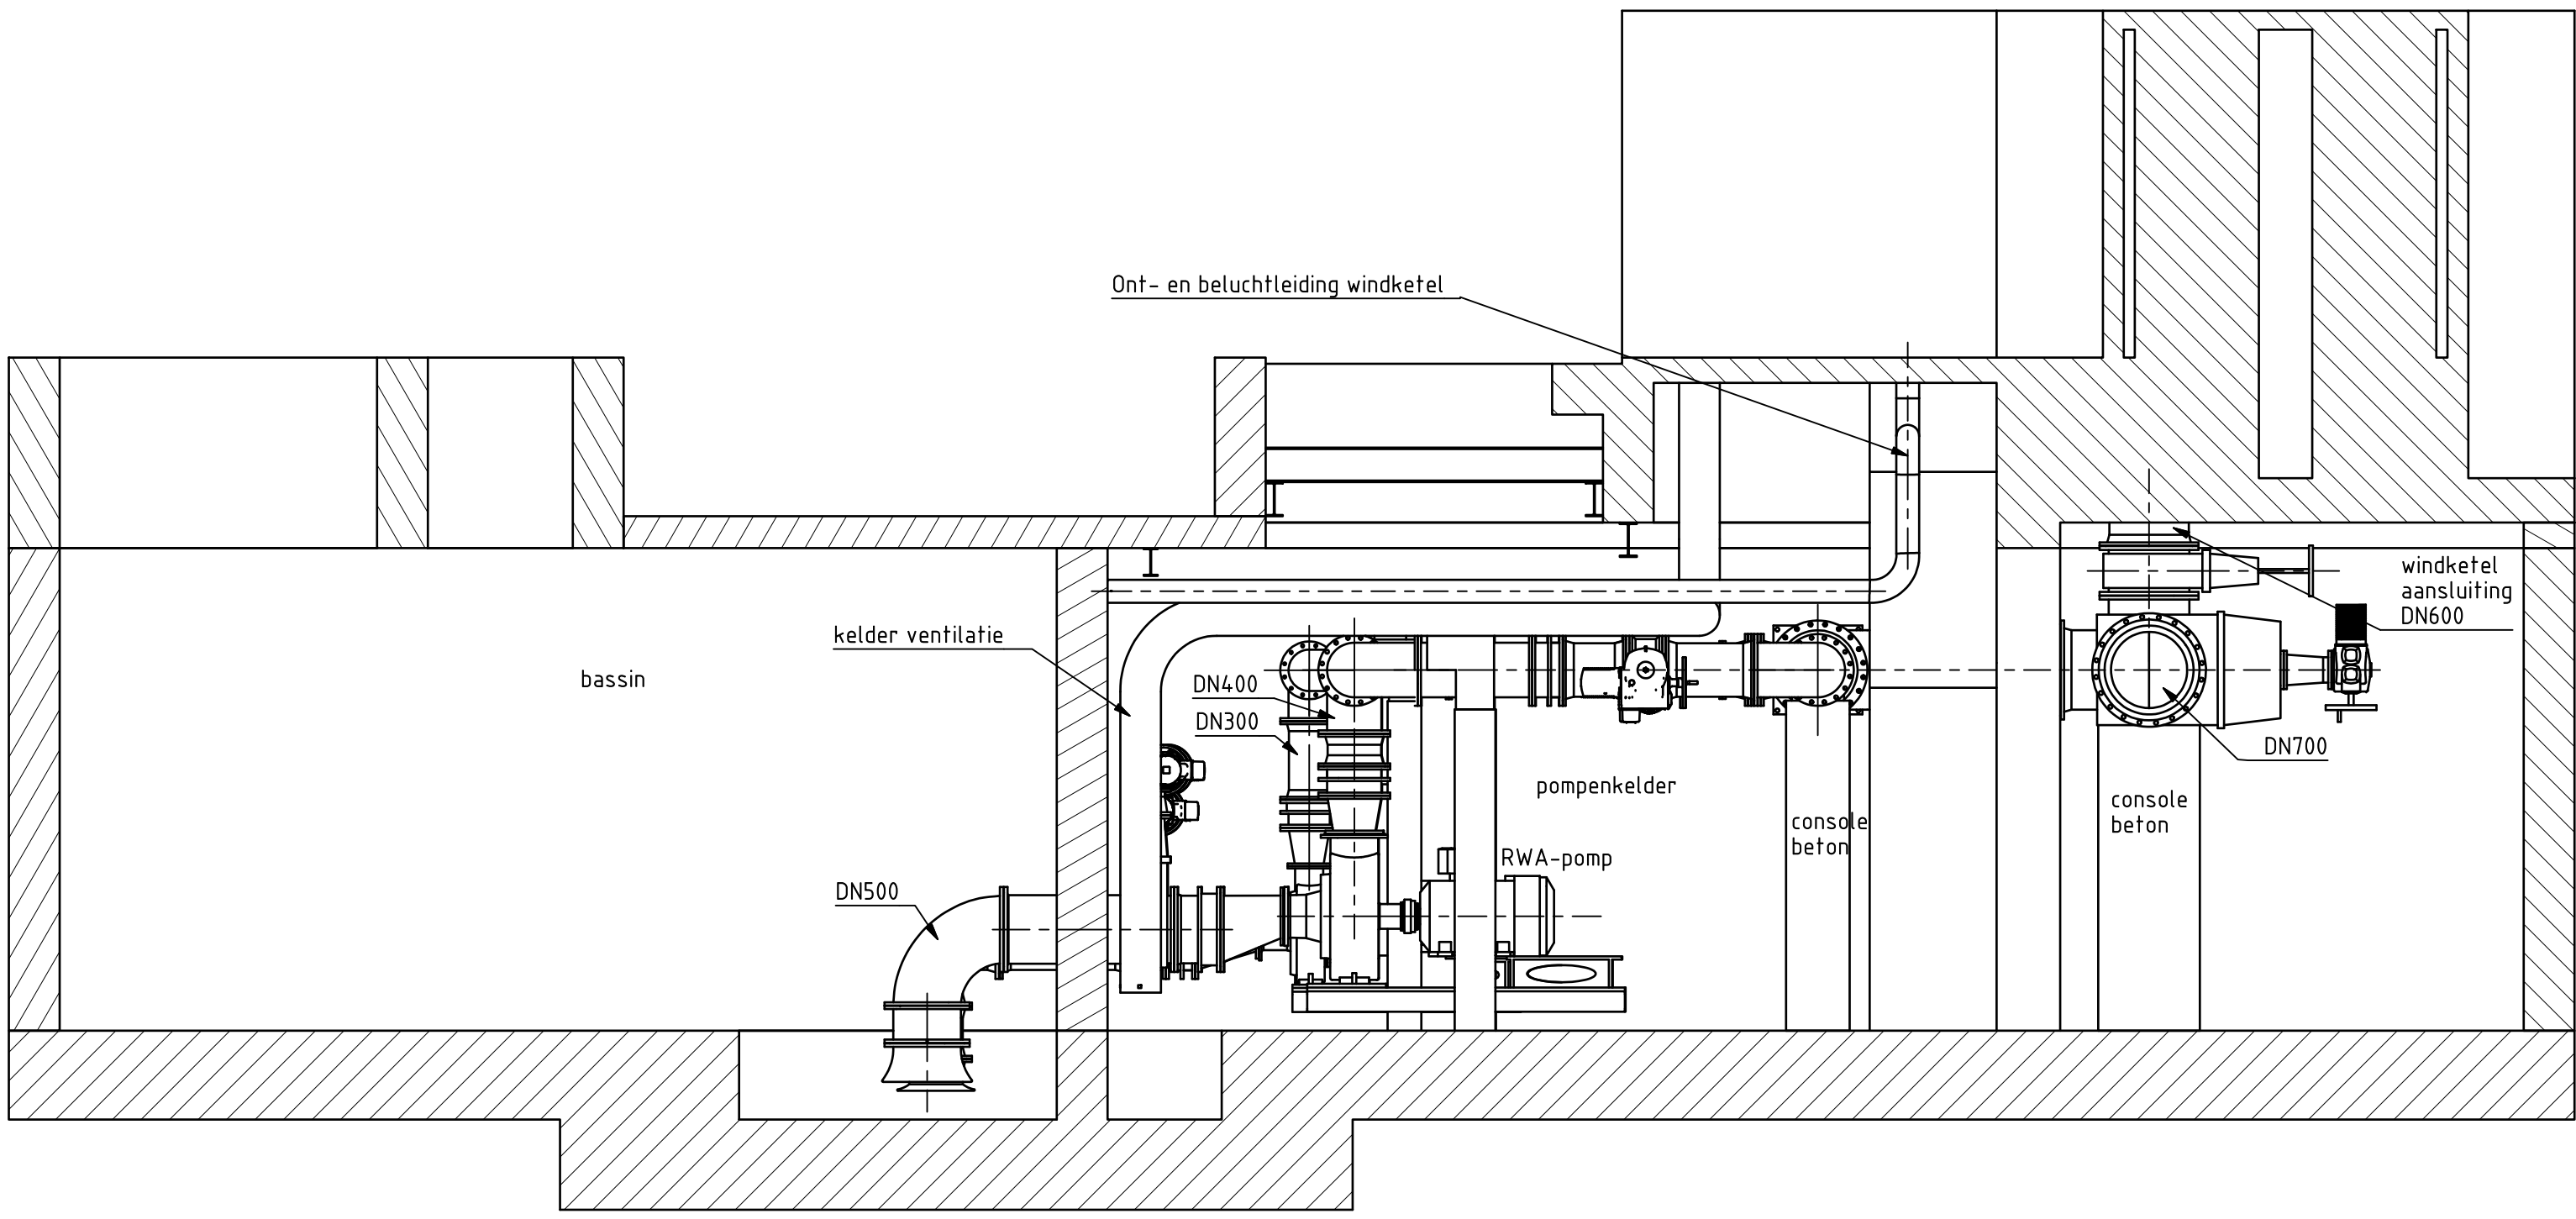 Ont- en beluchtleiding windketel
windketel
aansluiting
DN600
kelder ventilatie
bassin
DN400
DN300
DN700
pompenkelder
console
beton
console
beton
RWA-pomp
DN500